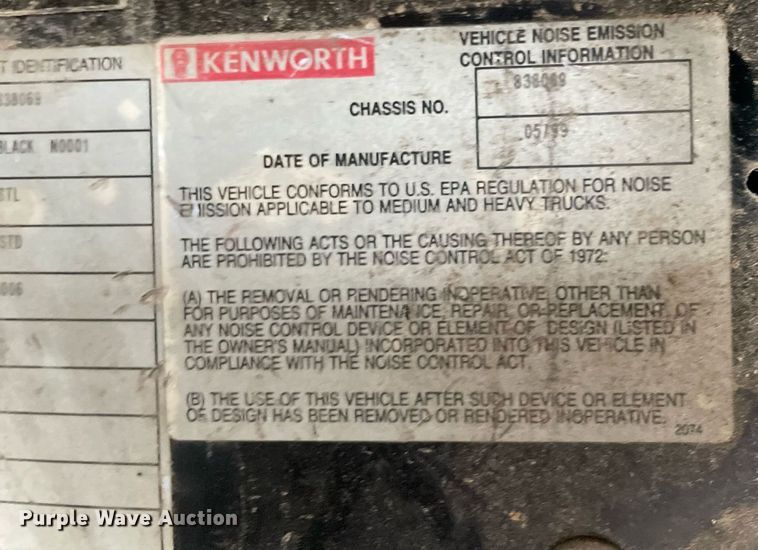 T IDENTIFICATION
838069
BLACK N0001
STL
STD
006
KENWORTH
VEHICLE NOISE EMISSION
CONTROL INFORMATION
CHASSIS NO. 838069
DATE OF MANUFACTURE 05/99
THIS VEHICLE CONFORMS TO U.S. EPA REGULATION FOR NOISE
EMISSION APPLICABLE TO MEDIUM AND HEAVY TRUCKS.
THE FOLLOWING ACTS OR THE CAUSING THEREOF BY ANY PERSON
ARE PROHIBITED BY THE NOISE CONTROL ACT OF 1972:
(A) THE REMOVAL OR RENDERING INOPERATIVE, OTHER THAN
FOR PURPOSES OF MAINTENANCE, REPAIR, OR REPLACEMENT, OF
ANY NOISE CONTROL DEVICE OR ELEMENT OF DESIGN (LISTED IN
THE OWNER'S MANUAL) INCORPORATED INTO THIS VEHICLE IN
COMPLIANCE WITH THE NOISE CONTROL ACT.
(B) THE USE OF THIS VEHICLE AFTER SUCH DEVICE OR ELEMENT
OF DESIGN HAS BEEN REMOVED OR RENDERED INOPERATIVE.
2074
Purple Wave Auction